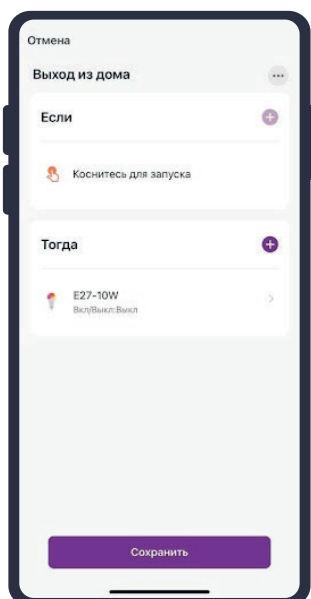 Отмена
Выход из дома
Если
Коснитесь для запуска
Тогда
E27-10W
Вкл/Выкл:Выкл
Сохранить